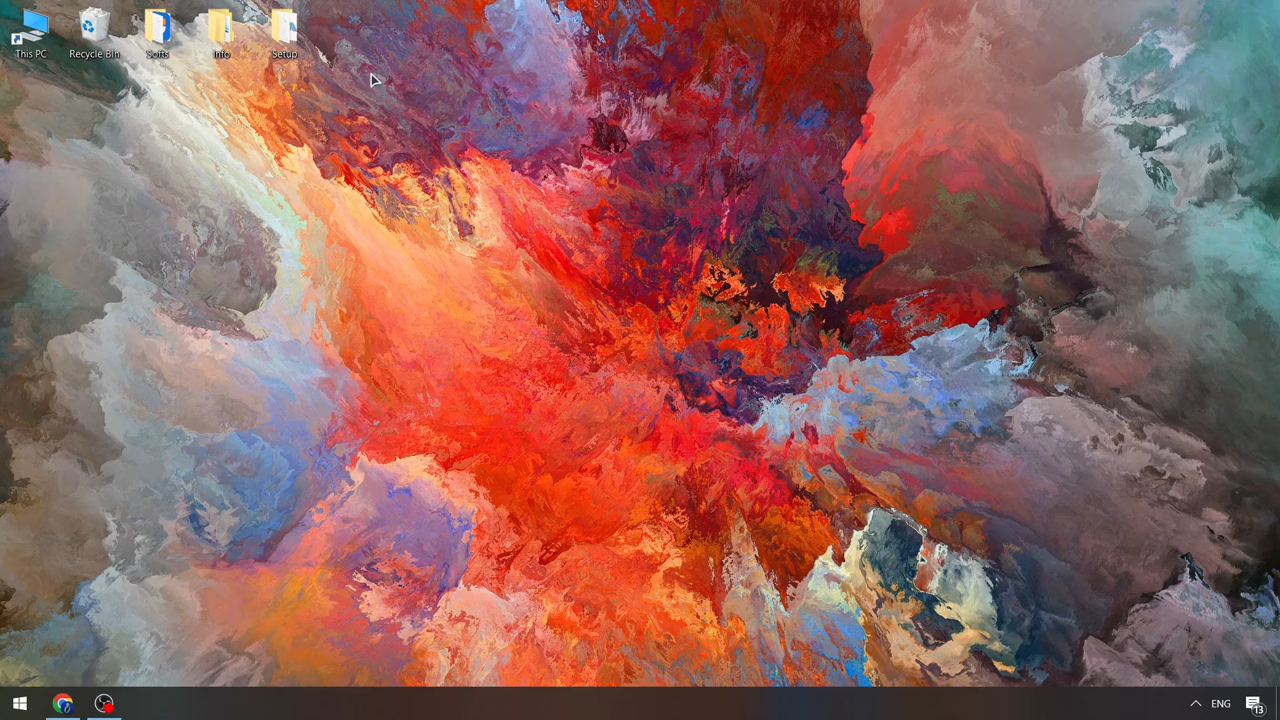 This PC
Recycle Bin
Softs
Info
Setup
ENG
13